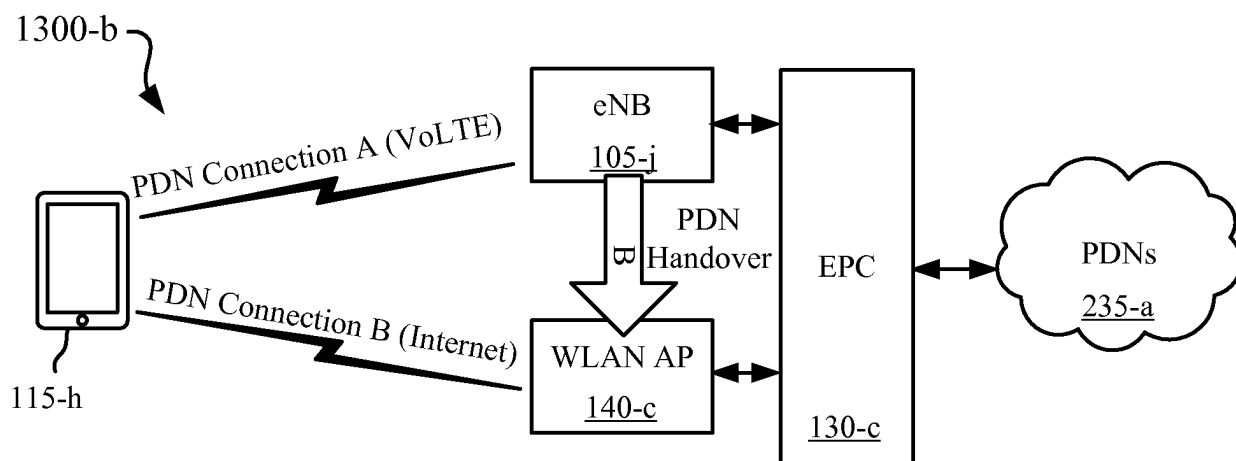 1300-b
eNB
105-j
PDN Connection A (VoLTE)
PDN
Handover
B
EPC
130-c
PDNs
235-a
PDN Connection B (Internet)
WLAN AP
140-c
115-h